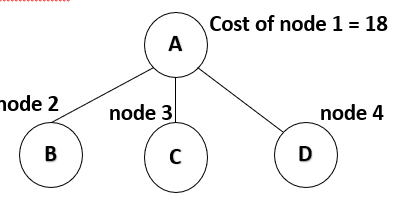 A
Cost of node 1 = 18
node 2
node 3
node 4
B
C
D